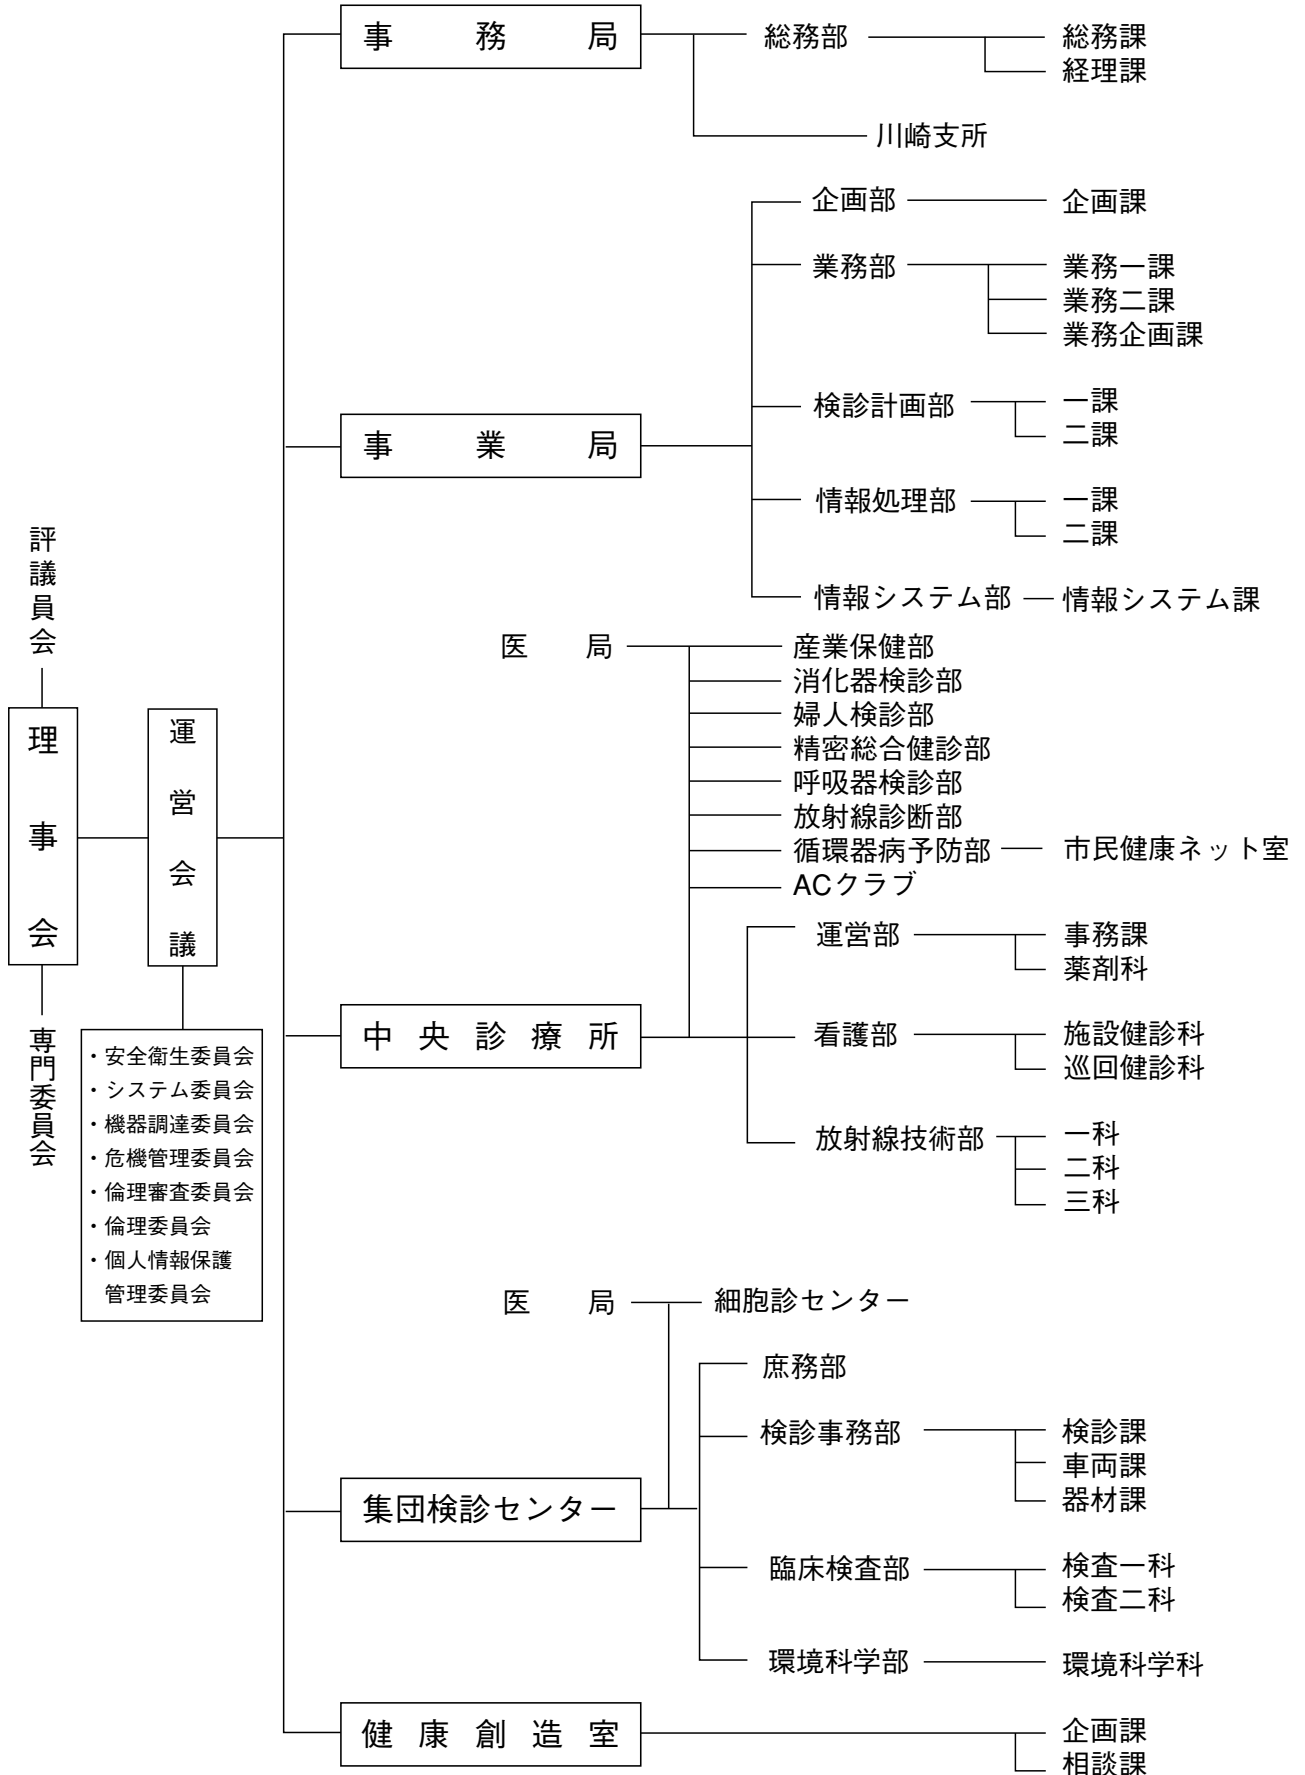 評議員会
理事会
専門委員会
運営会議
・安全衛生委員会
・システム委員会
・機器調達委員会
・危機管理委員会
・倫理審査委員会
・倫理委員会
・個人情報保護
管理委員会
事務局
総務部
総務課
経理課
川崎支所
事業局
企画部
企画課
業務部
業務一課
業務二課
業務企画課
検診計画部
一課
二課
情報処理部
一課
二課
情報システム部
情報システム課
中央診療所
医局
産業保健部
消化器検診部
婦人検診部
精密総合健診部
呼吸器検診部
放射線診断部
循環器病予防部
市民健康ネット室
ACクラブ
運営部
事務課
薬剤科
看護部
施設健診科
巡回健診科
放射線技術部
一科
二科
三科
集団検診センター
医局
細胞診センター
庶務部
検診事務部
検診課
車両課
器材課
臨床検査部
検査一科
検査二科
環境科学部
環境科学科
健康創造室
企画課
相談課